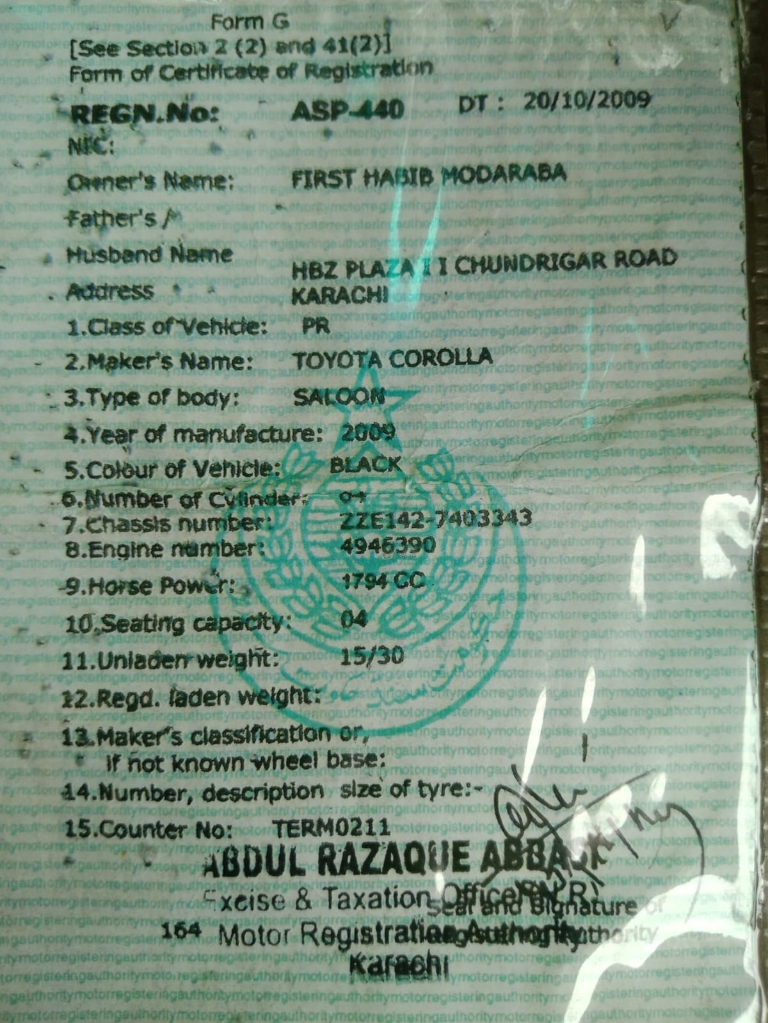 Form G
[See Section 2 (2) and 41(2)]
Form of Certificate of Registration
REGN.No: ASP-440 DT : 20/10/2009
NIC:
Owner's Name: FIRST HABIB MODARABA
Father's /
Husband Name
HBZ PLAZA I I CHUNDRIGAR ROAD
Address KARACHI
1.Class of Vehicle: PR
2.Maker's Name: TOYOTA COROLLA
3.Type of body: SALOON
4.Year of manufacture: 2009
5.Colour of Vehicle: BLACK
6.Number of Cylinder: 04
7.Chassis number: ZZE142-7403343
8.Engine number: 4946390
9.Horse Power: 1794 CC
10.Seating capacity: 04
11.Unladen weight: 15/30
12.Regd. laden weight:
13.Maker's classification or,
if not known wheel base:
14.Number, description size of tyre:-
15.Counter No: TERM0211
ABDUL RAZAQUE
Excise & Taxation Officer
Seal and Signature of
164 Motor Registration Authority
Registering Authority
Karachi